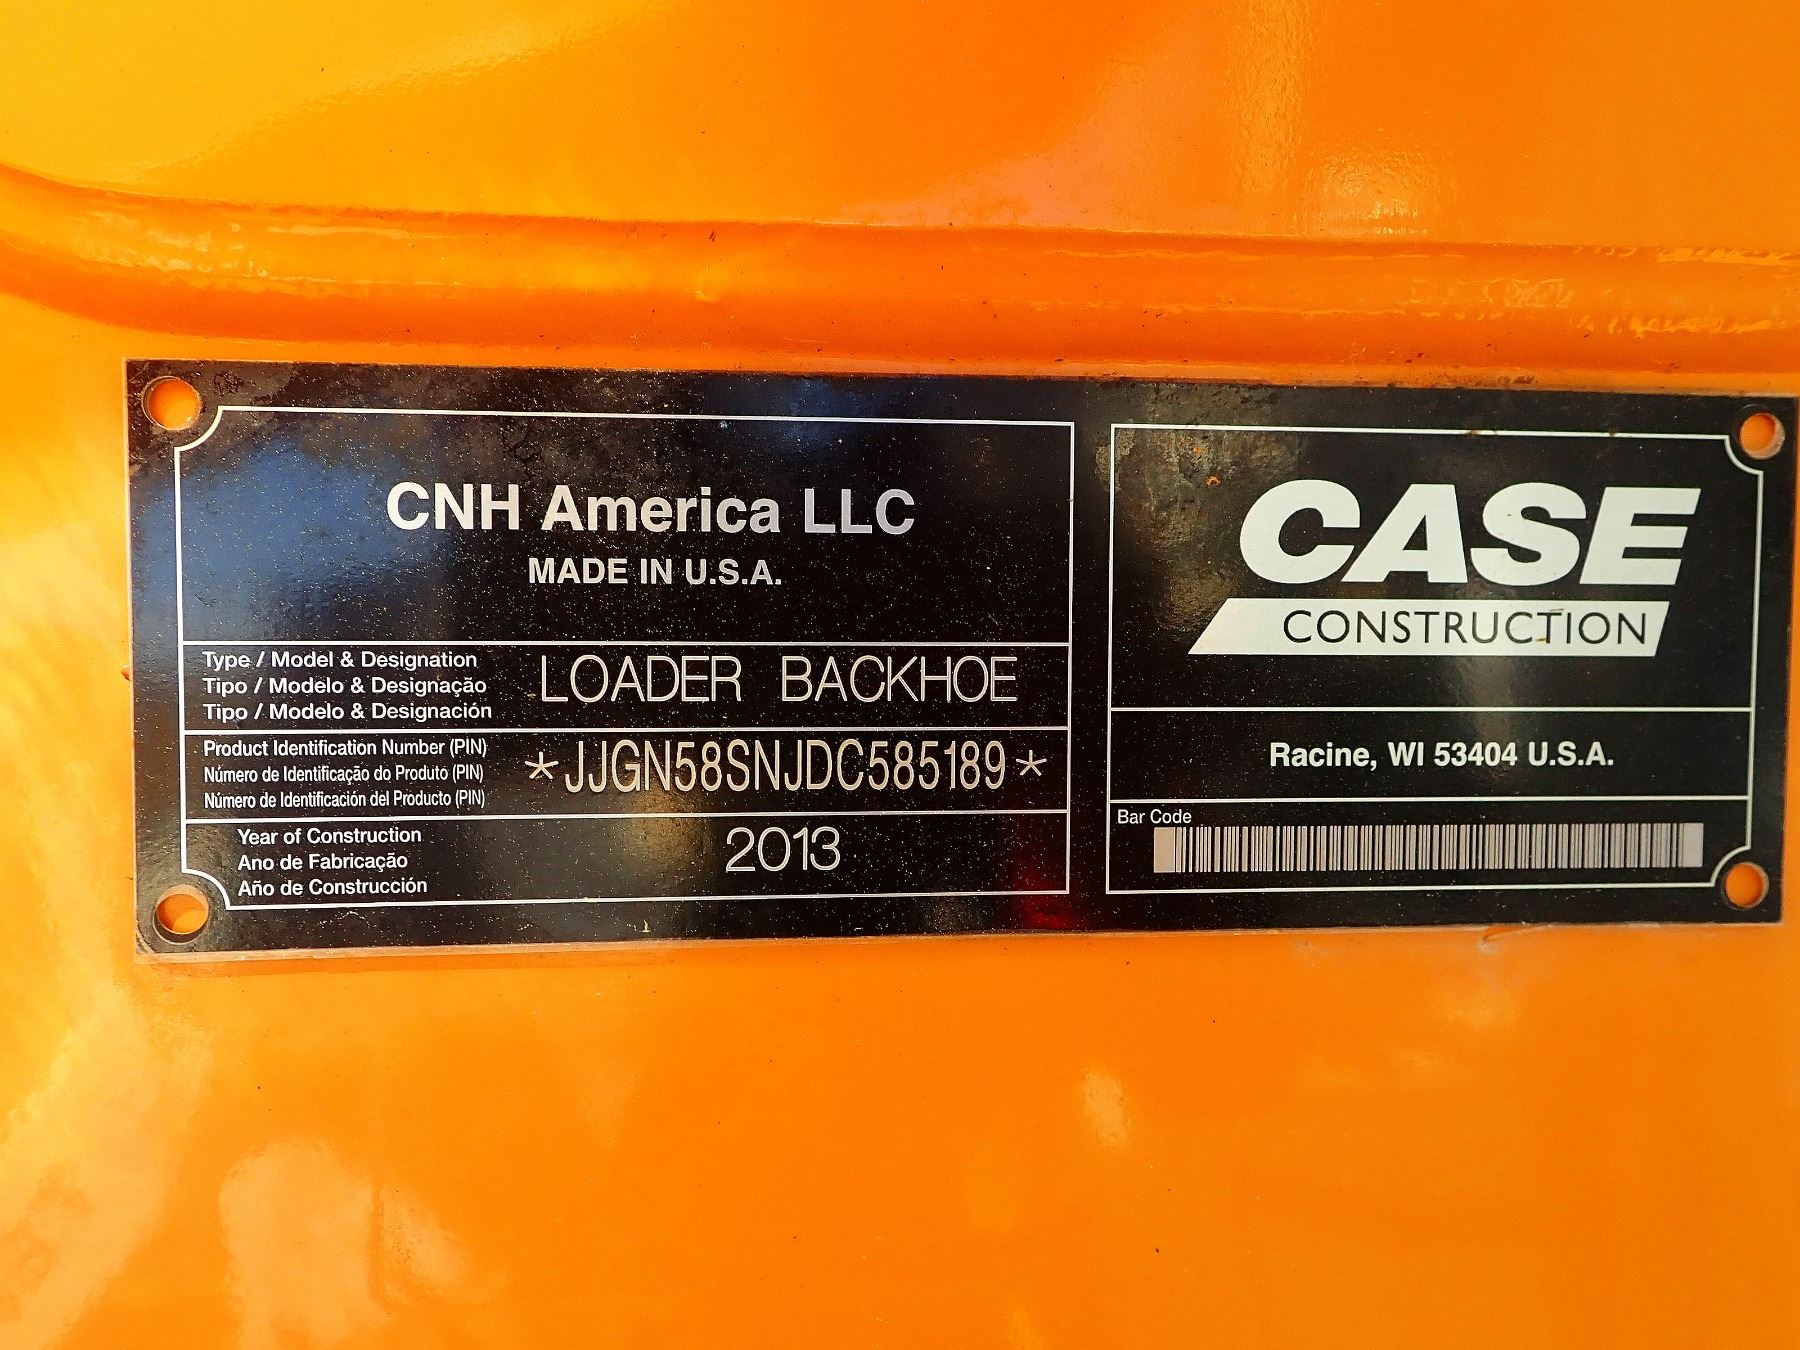 CNH America LLC
MADE IN U.S.A.
Type / Model & Designation
Tipo / Modelo & Designação
Tipo / Modelo & Designación
LOADER BACKHOE
Product Identification Number (PIN)
Número de Identificação do Produto (PIN)
Número de Identificación del Producto (PIN)
*JJGN58SNJDC585189*
Year of Construction
Ano de Fabricação
Año de Construcción
2013
CASE
CONSTRUCTION
Racine, WI 53404 U.S.A.
Bar Code